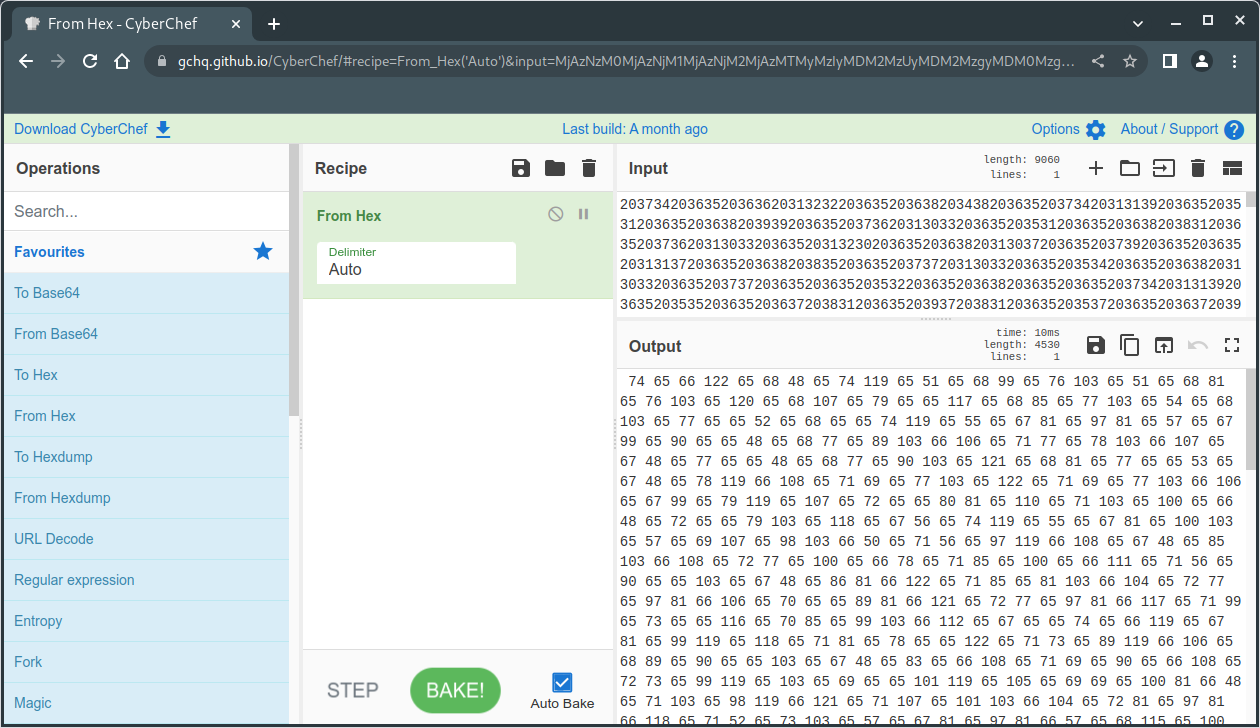 From Hex - CyberChef
gchq.github.io/CyberChef/#recipe=From_Hex('Auto')&input=MjAzNzM0MjAzNjM1MjAzNjM2MjAzMTMyMzIyMDM2MzUyMDM2MzgyMDM0Mzg...
Download CyberChef
Last build: A month ago
Options
About / Support
Operations
Search...
Favourites
To Base64
From Base64
To Hex
From Hex
To Hexdump
From Hexdump
URL Decode
Regular expression
Entropy
Fork
Magic
Recipe
From Hex
Delimiter
Auto
STEP
BAKE!
Auto Bake
Input
length: 9060
lines: 1
203734203635203636203132322036352036382034382036352037342031313920363520353
5
312036352036382039392036352037362031303320363520353120363520363820383120363
6
35203736203130332036352031323020363520363820313037203635203739203635203635
203131372036352036382038352036352037372031303320363520353420363520363820 31
303320363520373720363520363520353220363520363820363520363520373420313139 20
36352035352036352036372038312036352039372038312036352035372036352036372039
Output
time: 10ms
length: 4530
lines: 1
74 65 66 122 65 68 48 65 74 119 65 51 65 68 99 65 76 103 65 51 65 68 81
65 76 103 65 120 65 68 107 65 79 65 65 117 65 68 85 65 77 103 65 54 65 68
103 65 77 65 65 52 65 68 65 65 74 119 65 55 65 67 81 65 97 81 65 57 65 67
99 65 90 65 65 48 65 68 77 65 89 103 66 106 65 71 77 65 78 103 66 107 65
67 48 65 77 65 65 48 65 68 77 65 90 103 65 121 65 68 81 65 77 65 65 53 65
67 48 65 78 119 66 108 65 71 69 65 77 103 65 122 65 71 69 65 77 103 66 106
65 67 99 65 79 119 65 107 65 72 65 65 80 81 65 110 65 71 103 65 100 65 66
48 65 72 65 65 79 103 65 118 65 67 56 65 74 119 65 55 65 67 81 65 100 103
65 57 65 69 107 65 98 103 66 50 65 71 56 65 97 119 66 108 65 67 48 65 85
103 66 108 65 72 77 65 100 65 66 78 65 71 85 65 100 65 66 111 65 71 56 65
90 65 65 103 65 67 48 65 86 81 66 122 65 71 85 65 81 103 66 104 65 72 77
65 97 81 66 106 65 70 65 65 89 81 66 121 65 72 77 65 97 81 66 117 65 71 99
65 73 65 65 116 65 70 85 65 99 103 66 112 65 67 65 65 74 65 66 119 65 67
81 65 99 119 65 118 65 71 81 65 78 65 65 122 65 71 73 65 89 119 66 106 65
68 89 65 90 65 65 103 65 67 48 65 83 65 66 108 65 71 69 65 90 65 66 108 65
72 73 65 99 119 65 103 65 69 65 65 101 119 65 105 65 69 69 65 100 81 66 48
65 71 103 65 98 119 66 121 65 71 107 65 101 103 66 104 65 72 81 65 97 81
66 118 65 71 52 65 73 103 65 57 65 67 81 65 97 81 66 57 65 68 115 65 100